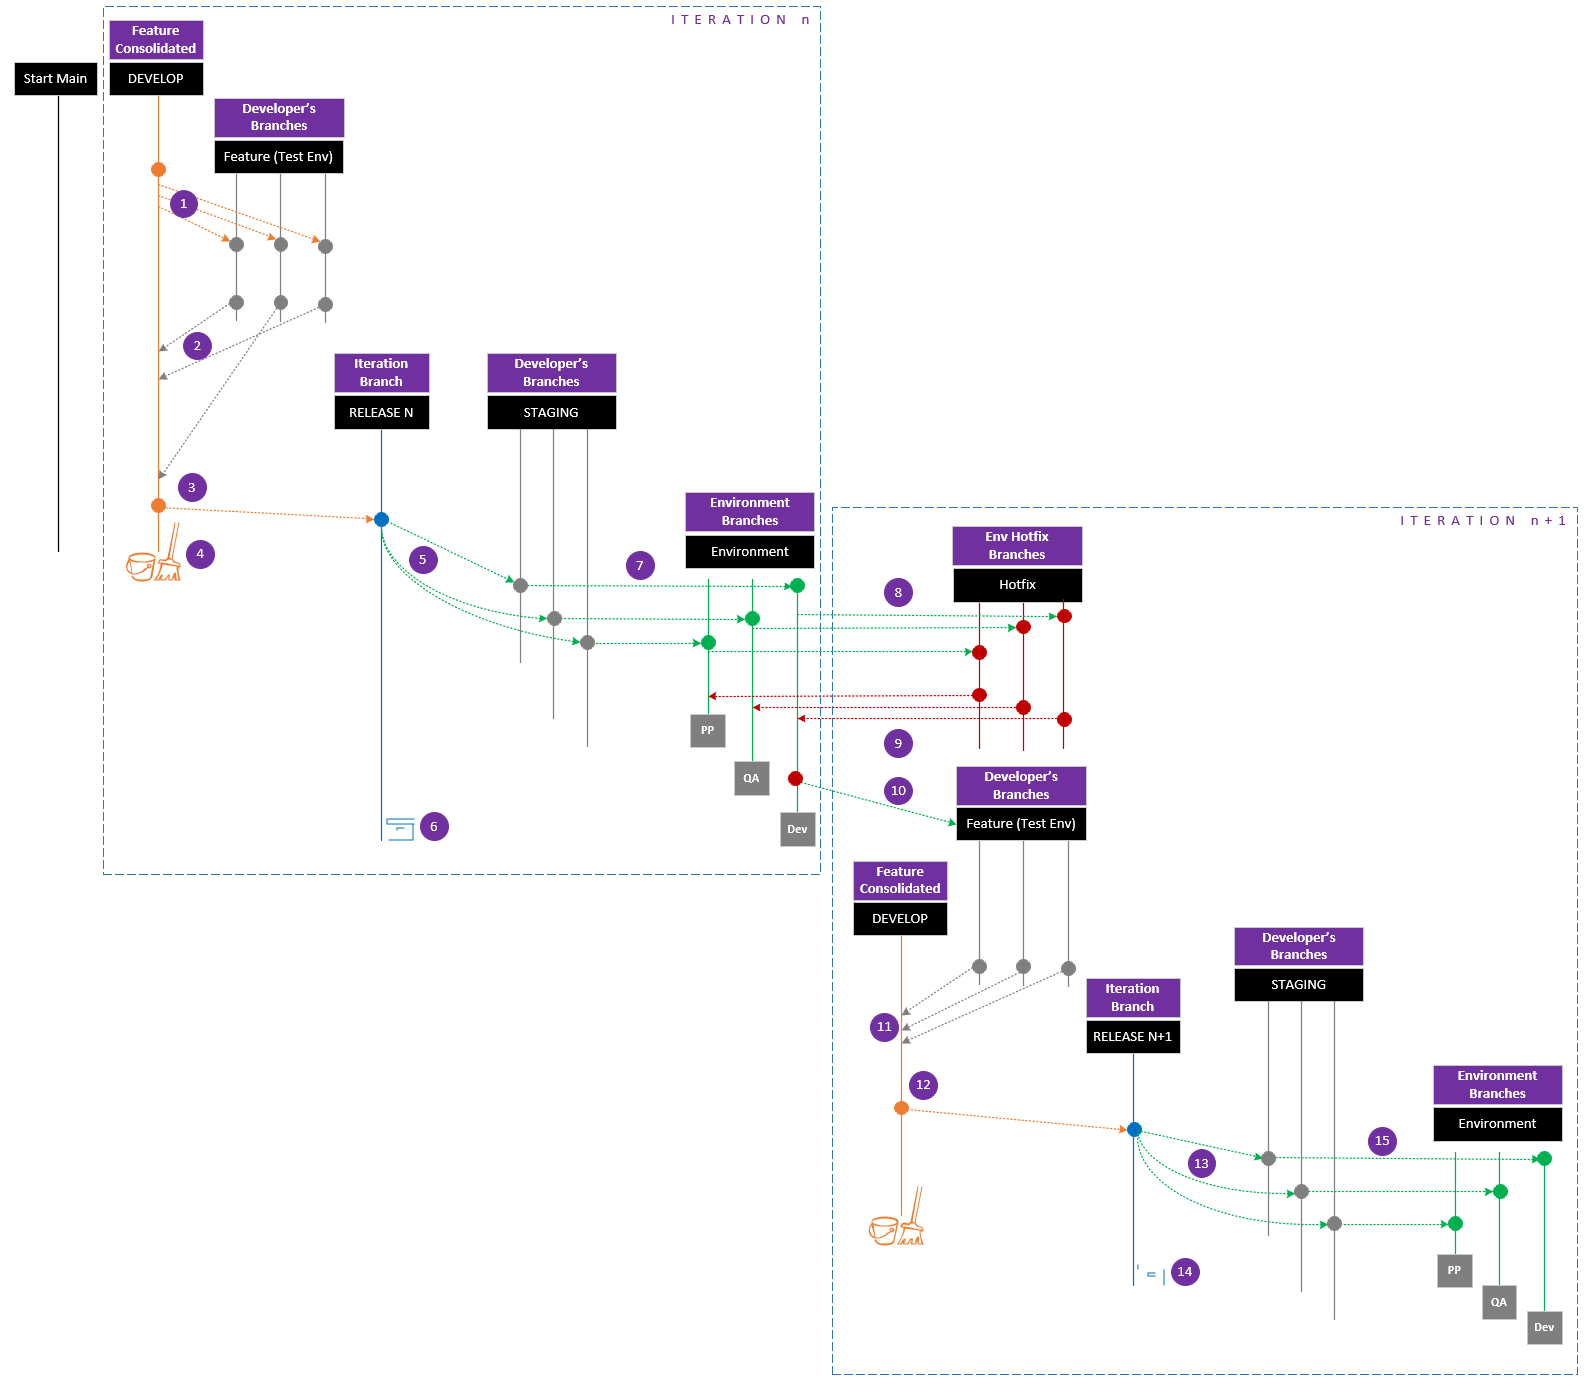 ITERATION n
Feature
Consolidated
DEVELOP
Start Main
Developer's
Branches
Feature (Test Env)
1
2
Iteration
Branch
RELEASE N
Developer's
Branches
STAGING
3
4
5
Environment
Branches
Environment
7
PP
QA
Dev
6
ITERATION n+1
Env Hotfix
Branches
Hotfix
8
9
10
Developer's
Branches
Feature (Test Env)
Feature
Consolidated
DEVELOP
11
12
Iteration
Branch
RELEASE N+1
Developer's
Branches
STAGING
13
14
Environment
Branches
Environment
15
PP
QA
Dev